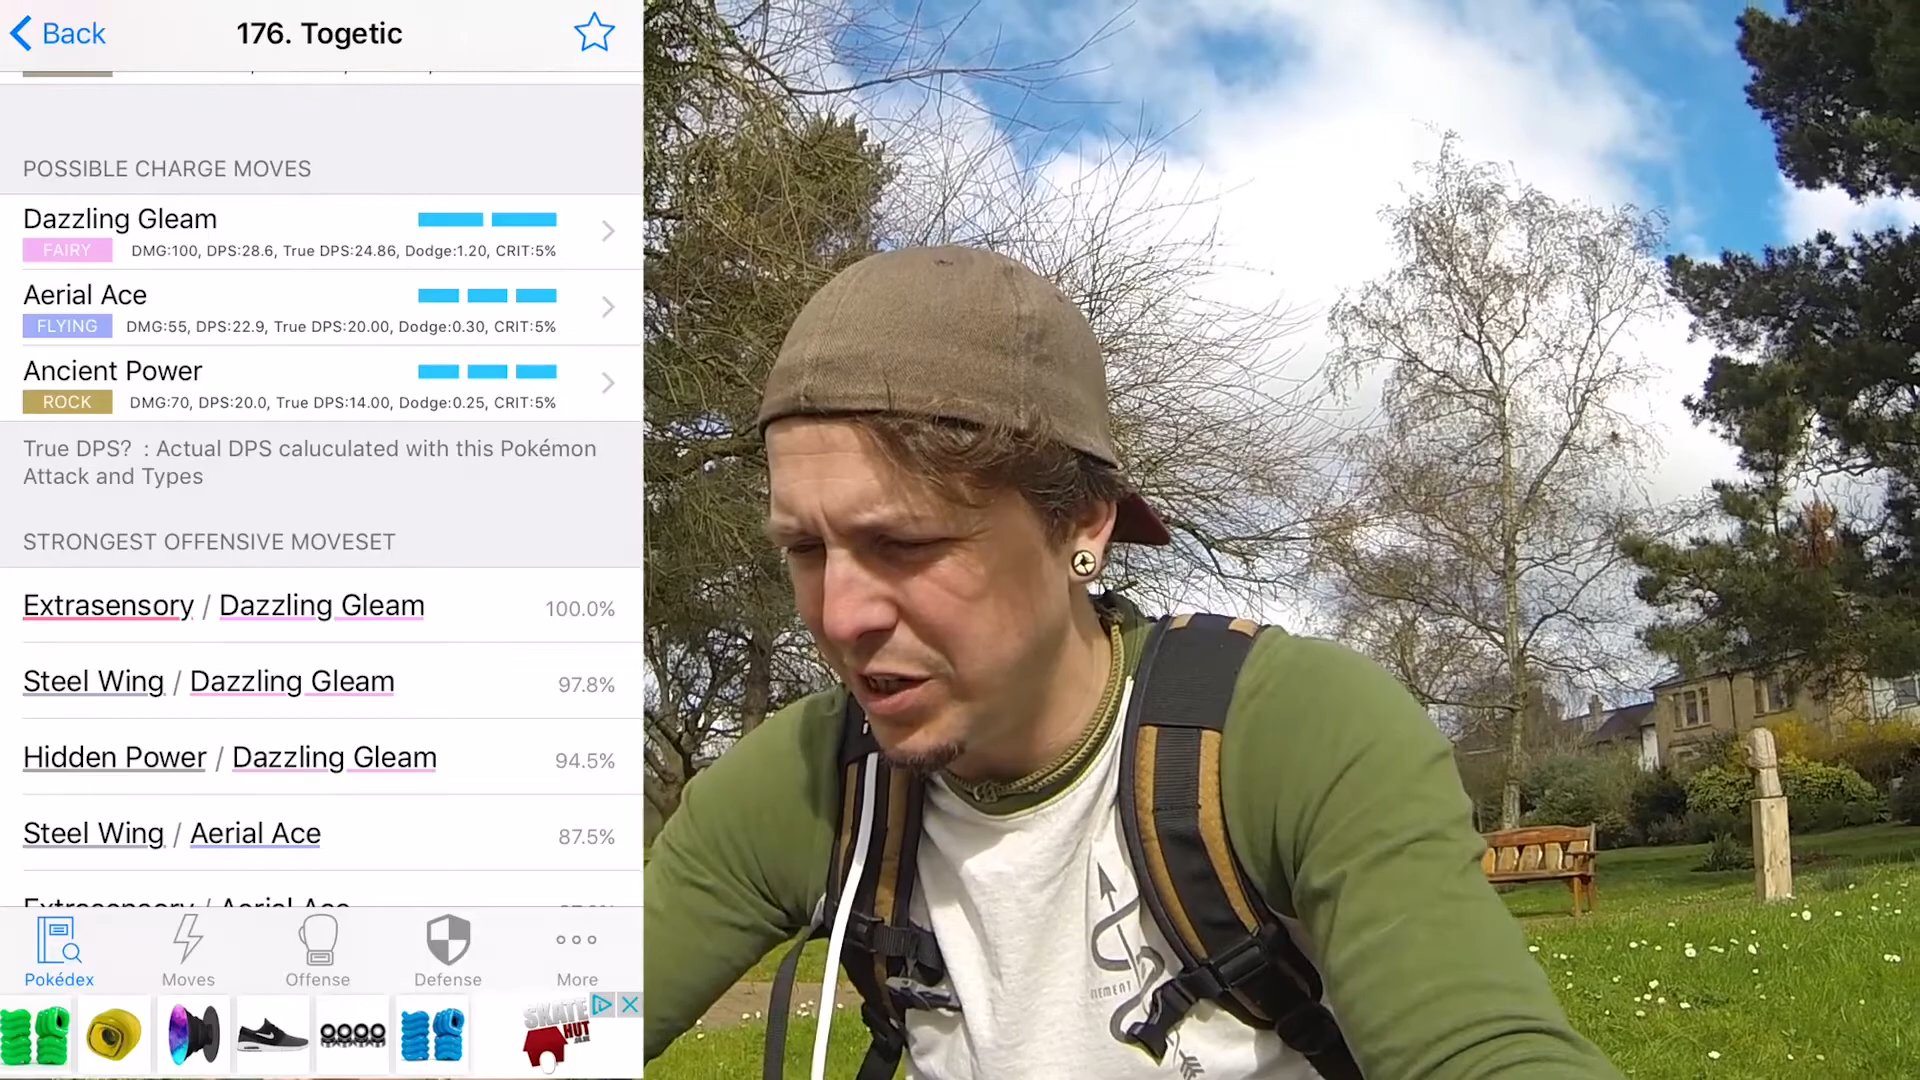 Back
176. Togetic
POSSIBLE CHARGE MOVES
Dazzling Gleam
FAIRY DMG:100, DPS:28.6, True DPS:24.86, Dodge:1.20, CRIT:5%
Aerial Ace
FLYING DMG:55, DPS:22.9, True DPS:20.00, Dodge:0.30, CRIT:5%
Ancient Power
ROCK DMG:70, DPS:20.0, True DPS:14.00, Dodge:0.25, CRIT:5%
True DPS? : Actual DPS caluculated with this Pokémon
Attack and Types
STRONGEST OFFENSIVE MOVESET
Extrasensory / Dazzling Gleam 100.0%
Steel Wing / Dazzling Gleam 97.8%
Hidden Power / Dazzling Gleam 94.5%
Steel Wing / Aerial Ace 87.5%
Extrasensory / Aerial Ace
Pokédex
Moves
Offense
Defense
More
SKATE
HUT
ELEMENT